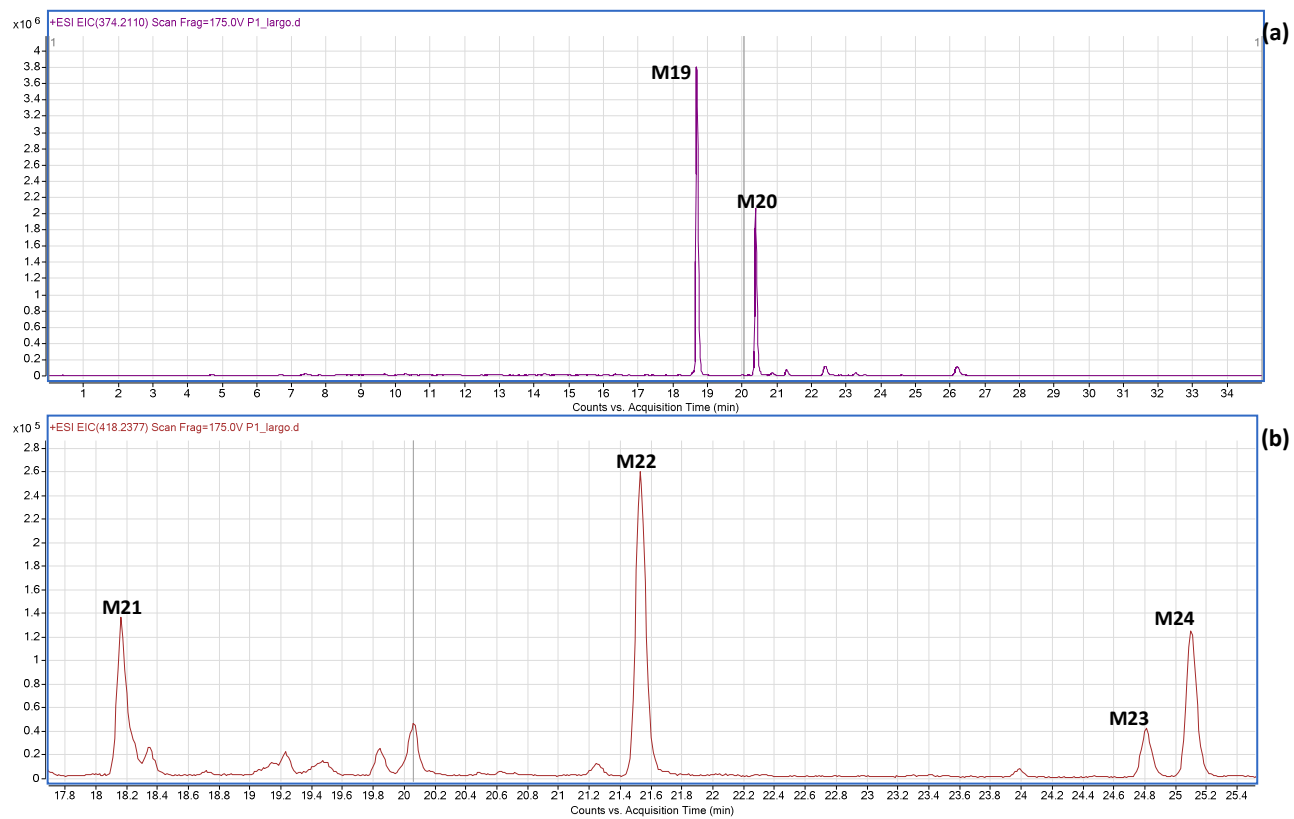 +ESI EIC(374.2110) Scan Frag=175.0V P1_largo.d
(a)
x10 6
1 1
4
3.8
3.6
3.4
3.2
3
2.8
2.6
2.4
2.2
2
1.8
1.6
1.4
1.2
1
0.8
0.6
0.4
0.2
0
M19
M20
1 2 3 4 5 6 7 8 9 10 11 12 13 14 15 16 17 18 19 20 21 22 23 24 25 26 27 28 29 30 31 32 33 34
Counts vs. Acquisition Time (min)
+ESI EIC(418.2377) Scan Frag=175.0V P1_largo.d
(b)
x10 5
2.8
2.6
2.4
2.2
2
1.8
1.6
1.4
1.2
1
0.8
0.6
0.4
0.2
0
M21
M22
M23
M24
17.8 18 18.2 18.4 18.6 18.8 19 19.2 19.4 19.6 19.8 20 20.2 20.4 20.6 20.8 21 21.2 21.4 21.6 21.8 22 22.2 22.4 22.6 22.8 23 23.2 23.4 23.6 23.8 24 24.2 24.4 24.6 24.8 25 25.2 25.4
Counts vs. Acquisition Time (min)